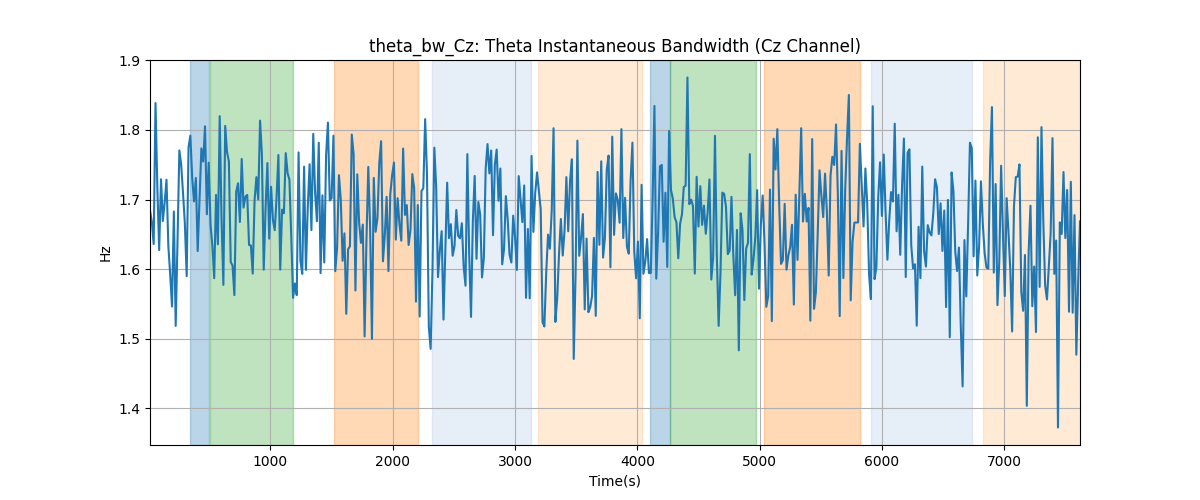 theta_bw_Cz: Theta Instantaneous Bandwidth (Cz Channel)
Hz
1.9
1.8
1.7
1.6
1.5
1.4
1000 2000 3000 4000 5000 6000 7000
Time(s)